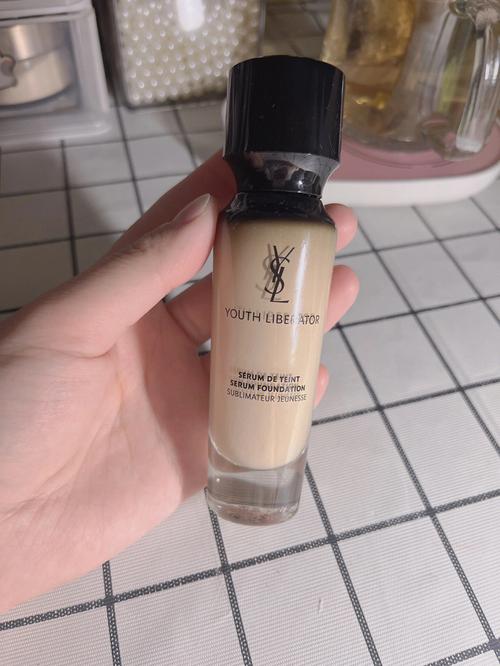 YSL
YOUTH LIBERATOR
SÉRUM DE TEINT
SERUM FOUNDATION
SUBLIMATEUR JEUNESSE